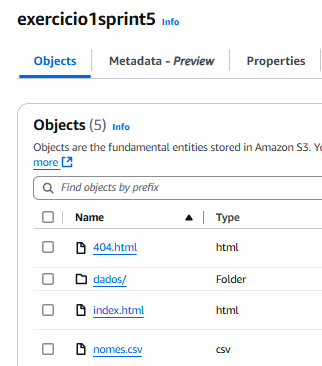 exercicio1sprint5 Info
Objects
Metadata - Preview
Properties
Objects (5) Info
Objects are the fundamental entities stored in Amazon S3.
more
Find objects by prefix
Name
Type
404.html
html
dados/
Folder
index.html
html
nomes.csv
csv